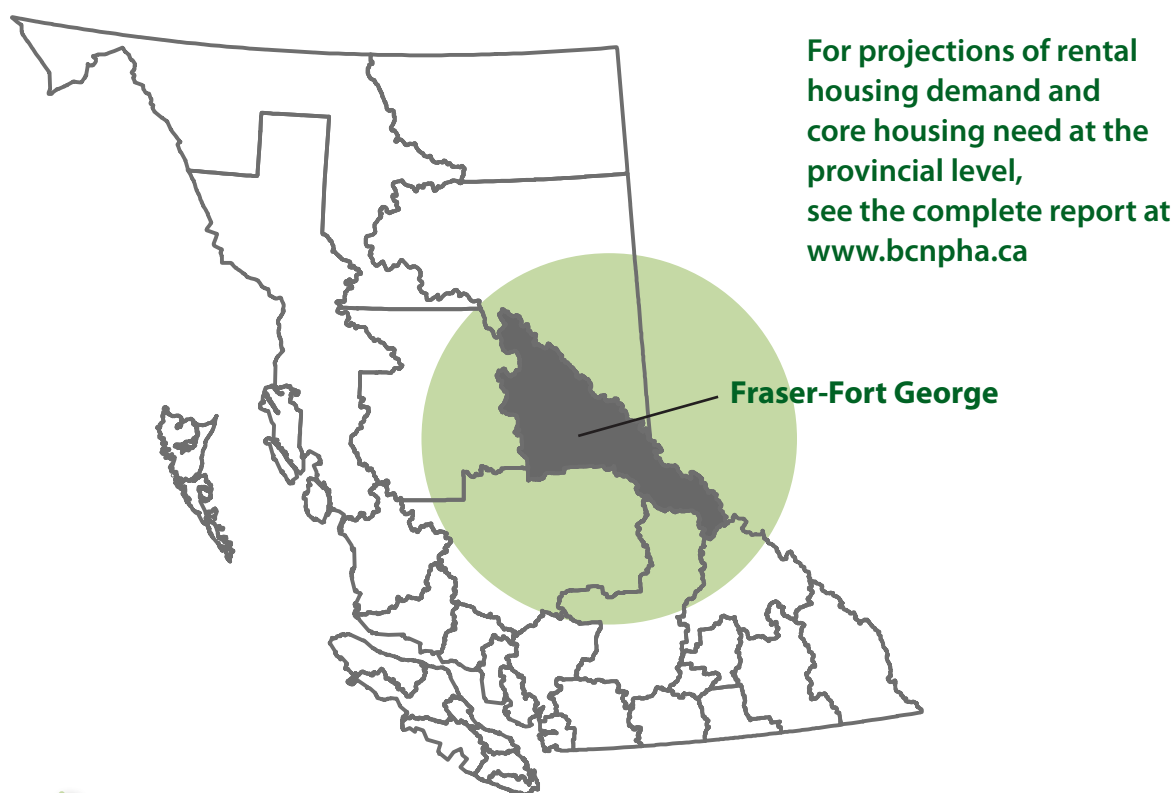 For projections of rental
housing demand and
core housing need at the
provincial level,
see the complete report at
www.bcnpha.ca
Fraser-Fort George